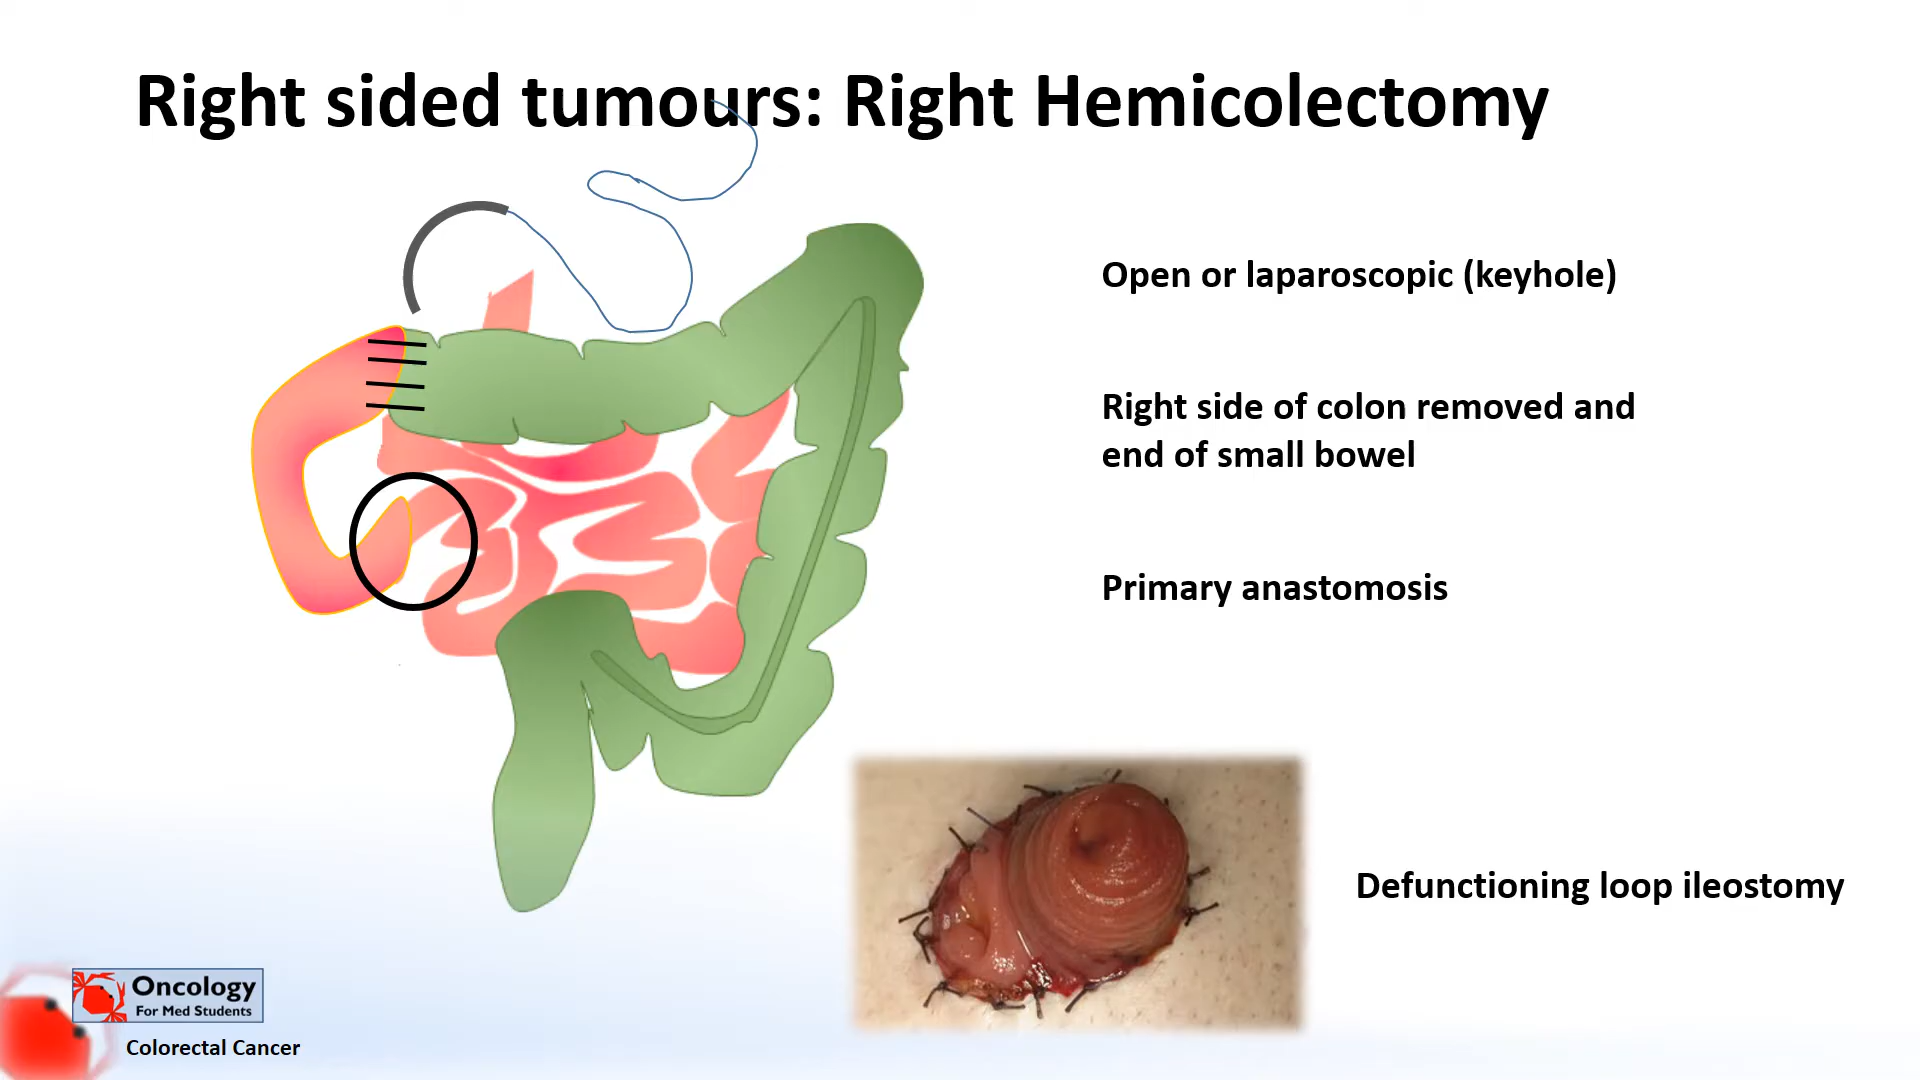 Right sided tumours: Right Hemicolectomy
Open or laparoscopic (keyhole)
Right side of colon removed and
end of small bowel
Primary anastomosis
Defunctioning loop ileostomy
Oncology
For Med Students
Colorectal Cancer